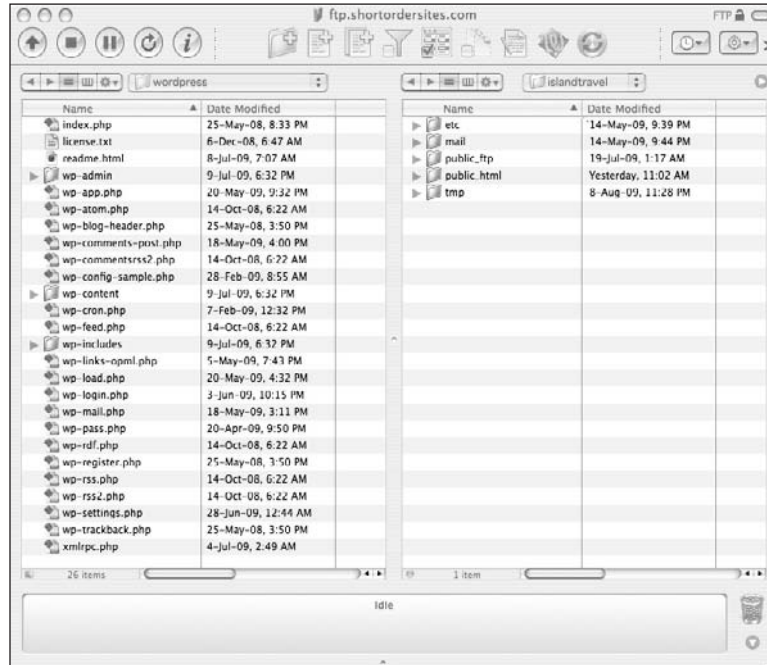 ftp.shortordersites.com
FTP
wordpress
islandtravel
Name Date Modified
index.php 25-May-08, 8:33 PM
license.txt 6-Dec-08, 6:47 AM
readme.html 8-Jul-09, 7:07 AM
wp-admin 9-Jul-09, 6:32 PM
wp-app.php 20-May-09, 9:32 PM
wp-atom.php 14-Oct-08, 6:22 AM
wp-blog-header.php 25-May-08, 3:50 PM
wp-comments-post.php 18-May-09, 4:00 PM
wp-commentsrss2.php 14-Oct-08, 6:22 AM
wp-config-sample.php 28-Feb-09, 8:55 AM
wp-content 9-Jul-09, 6:32 PM
wp-cron.php 7-Feb-09, 12:32 PM
wp-feed.php 14-Oct-08, 6:22 AM
wp-includes 9-Jul-09, 6:32 PM
wp-links-opml.php 5-May-09, 7:43 PM
wp-load.php 20-May-09, 4:32 PM
wp-login.php 3-Jun-09, 10:15 PM
wp-mail.php 18-May-09, 3:11 PM
wp-pass.php 20-Apr-09, 9:50 PM
wp-rdf.php 14-Oct-08, 6:22 AM
wp-register.php 25-May-08, 3:50 PM
wp-rss.php 14-Oct-08, 6:22 AM
wp-rss2.php 14-Oct-08, 6:22 AM
wp-settings.php 28-Jun-09, 12:44 AM
wp-trackback.php 25-May-08, 3:50 PM
xmlrpc.php 4-Jul-09, 2:49 AM
26 items
Name Date Modified
etc 14-May-09, 9:39 PM
mail 14-May-09, 9:44 PM
public_ftp 19-Jul-09, 1:17 AM
public_html Yesterday, 11:02 AM
tmp 8-Aug-09, 11:28 PM
1 item
Idle